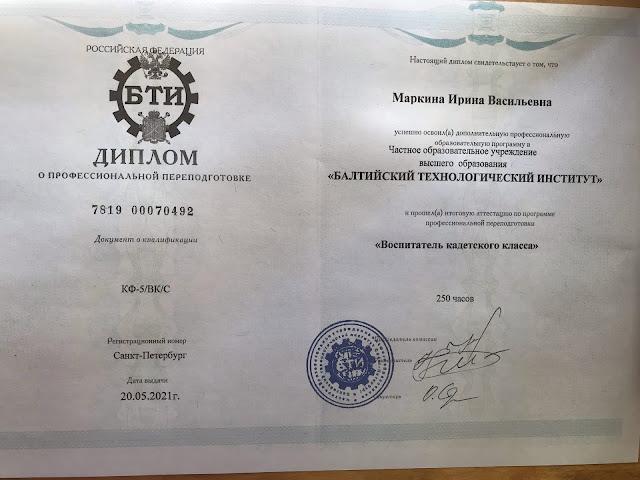 РОССИЙСКАЯ ФЕДЕРАЦИЯ
БТИ
ДИПЛОМ
О ПРОФЕССИОНАЛЬНОЙ ПЕРЕПОДГОТОВКЕ
7819 00070492
Документ о квалификации
КФ-5/ВК/С
Регистрационный номер
Санкт-Петербург
Дата выдачи
20.05.2021г.
Настоящий диплом свидетельствует о том, что
Маркина Ирина Васильевна
успешно освоил(а) дополнительную профессиональную
образовательную программу в
Частное образовательное учреждение
высшего образования
«БАЛТИЙСКИЙ ТЕХНОЛОГИЧЕСКИЙ ИНСТИТУТ»
и прошел(а) итоговую аттестацию по программе
профессиональной переподготовки
«Воспитатель кадетского класса»
250 часов
комиссии
БТИ